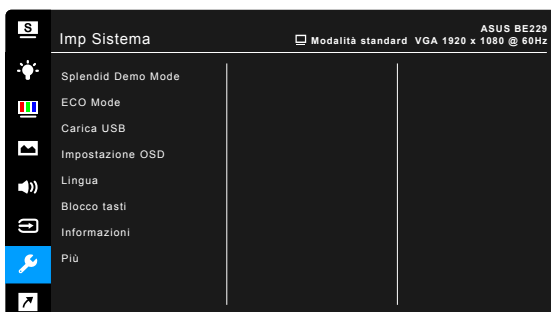 S
ASUS BE229
Imp Sistema
Modalità standard VGA 1920 x 1080 @ 60Hz
Splendid Demo Mode
ECO Mode
Carica USB
Impostazione OSD
Lingua
Blocco tasti
Informazioni
Più